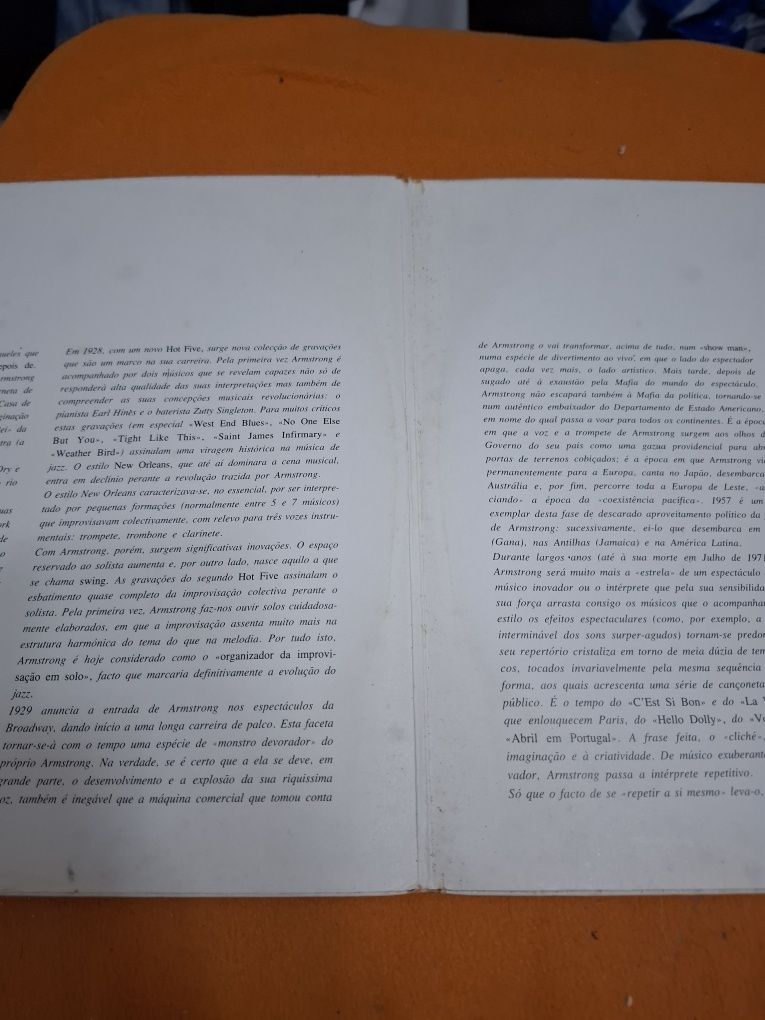 queles que
epois de.
rmstrong
neta de
Casa de
ginação
ei- da
tra (a
Dry e
rio
uas
ork
de
o
Em 1928, com um novo Hot Five, surge nova colecção de gravações
que são um marco na sua carreira. Pela primeira vez Armstrong é
acompanhado por dois músicos que se revelam capazes não só de
responderá alta qualidade das suas interpretações mas também de
compreender as suas concepções musicais revolucionárias: o
pianista Earl Hinès e o baterista Zutty Singleton. Para muitos críticos
estas gravações (em especial «West End Blues», «No One Else
But You», «Tight Like This», «Saint James Infirmary» e
«Weather Bird») assinalam uma viragem histórica na música de
jazz. O estilo New Orleans, que até aí dominara a cena musical,
entra em declínio perante a revolução trazida por Armstrong.
O estilo New Orleans caracterizava-se, no essencial, por ser interpre-
tado por pequenas formações (normalmente entre 5 e 7 músicos)
que improvisavam colectivamente, com relevo para três vozes instru-
mentais: trompete, trombone e clarinete.
Com Armstrong, porém, surgem significativas inovações. O espaço
reservado ao solista aumenta e, por outro lado, nasce aquilo a que
se chama swing. As gravações do segundo Hot Five assinalam o
esbatimento quase completo da improvisação colectiva perante o
solista. Pela primeira vez, Armstrong faz-nos ouvir solos cuidadosa-
mente elaborados, em que a improvisação assenta muito mais na
estrutura harmónica do tema do que na melodia. Por tudo isto,
Armstrong é hoje considerado como o «organizador da improvi-
sação em solo», facto que marcaria definitivamente a evolução do
jazz.
1929 anuncia a entrada de Armstrong nos espectáculos da
Broadway, dando início a uma longa carreira de palco. Esta faceta
tornar-se-à com o tempo uma espécie de «monstro devorador» do
próprio Armstrong. Na verdade, se é certo que a ela se deve, em
grande parte, o desenvolvimento e a explosão da sua riquíssima
oz, também é inegável que a máquina comercial que tomou conta
de Armstrong o vai transformar, acima de tudo, num «show man»,
numa espécie de divertimento ao vivo, em que o lado do espectador
apaga, cada vez mais, o lado artístico. Mais tarde, depois de
sugado até à exaustão pela Mafia do mundo do espectáculo,
Armstrong não escapará também à Mafia da política, tornando-se
num autêntico embaixador do Departamento de Estado Americano,
em nome do qual passa a voar para todos os continentes. É a época
em que a voz e a trompete de Armstrong surgem aos olhos d
Governo do seu país como uma gazua providencial para abr
portas de terrenos cobiçados; é a época em que Armstrong vi
permanentemente para a Europa, canta no Japão, desembarca
Austrália e, por fim, percorre toda a Europa de Leste, «a
ciando» a época da «coexistência pacífica». 1957 é um
exemplar desta fase de descarado aproveitamento político da
de Armstrong: sucessivamente, ei-lo que desembarca em
(Gana), nas Antilhas (Jamaica) e na América Latina.
Durante largos anos (até à sua morte em Julho de 1971
Armstrong será muito mais a «estrela» de um espectáculo
músico inovador ou o intérprete que pela sua sensibilida
sua força arrasta consigo os músicos que o acompanhar
estilo os efeitos espectaculares (como, por exemplo, a
interminável dos sons surper-agudos) tornam-se predor
seu repertório cristaliza em torno de meia dúzia de tem
cos, tocados invariavelmente pela mesma sequência
forma, aos quais acrescenta uma série de cançoneta
público. É o tempo do «C'Est Si Bon» e do «La V
que enlouquecem Paris, do «Hello Dolly», do «Ve
«Abril em Portugal». A frase feita, o «cliché»,
imaginação e à criatividade. De músico exuberant
vador, Armstrong passa a intérprete repetitivo.
Só que o facto de se «repetir a si mesmo» leva-o,